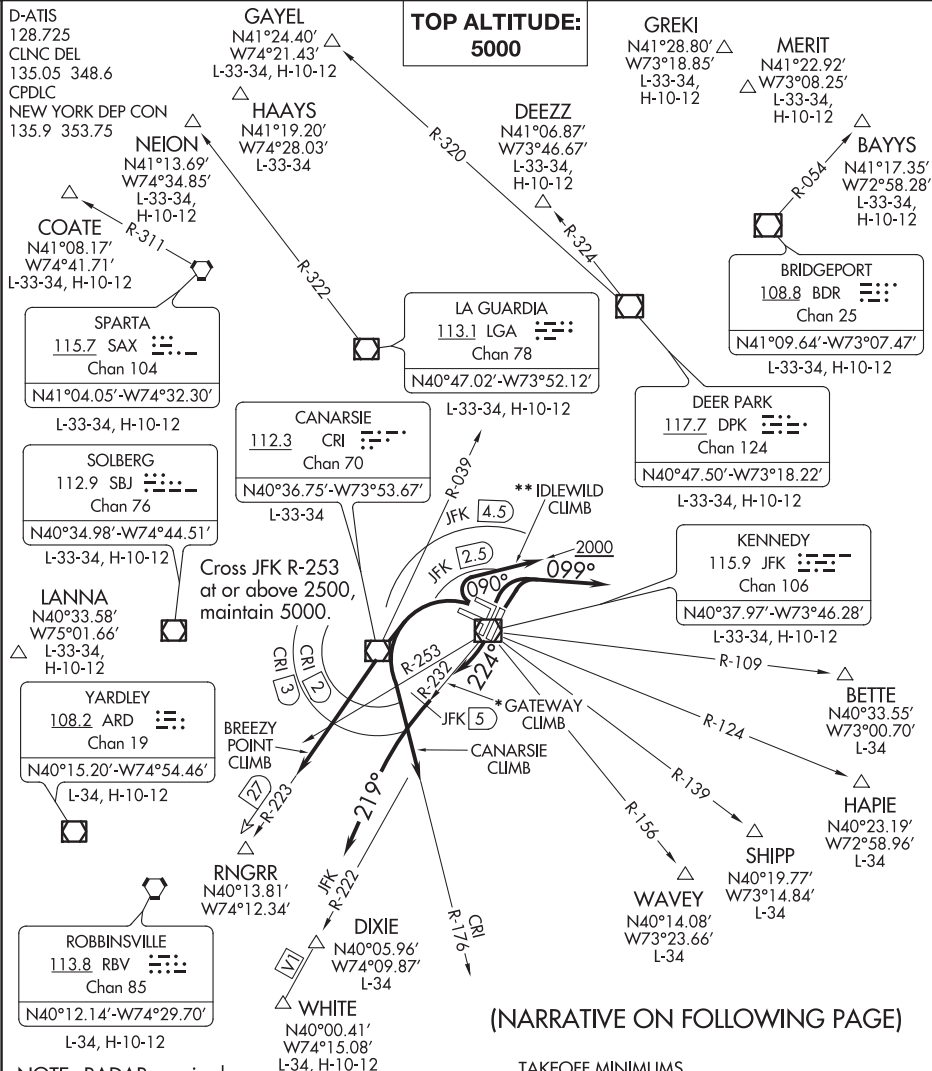 D-ATIS
128.725
CLNC DEL
135.05 348.6
CPDLC
NEW YORK DEP CON
135.9 353.75
GAYEL
N41°24.40′
W74°21.43′
L-33-34, H-10-12
TOP ALTITUDE:
5000
GREKI
N41°28.80′
W73°18.85′
L-33-34,
H-10-12
MERIT
N41°22.92′
W73°08.25′
L-33-34,
H-10-12
HAAYS
N41°19.20′
W74°28.03′
L-33-34
DEEZZ
N41°06.87′
W73°46.67′
L-33-34,
H-10-12
BAYYS
N41°17.35′
W72°58.28′
L-33-34,
H-10-12
NEION
N41°13.69′
W74°34.85′
L-33-34,
H-10-12
COATE
N41°08.17′
W74°41.71′
L-33-34, H-10-12
R-311
R-322
R-320
R-324
R-054
SPARTA
115.7 SAX
Chan 104
N41°04.05′-W74°32.30′
L-33-34, H-10-12
LA GUARDIA
113.1 LGA
Chan 78
N40°47.02′-W73°52.12′
L-33-34, H-10-12
BRIDGEPORT
108.8 BDR
Chan 25
N41°09.64′-W73°07.47′
L-33-34, H-10-12
DEER PARK
117.7 DPK
Chan 124
N40°47.50′-W73°18.22′
L-33-34, H-10-12
CANARSIE
112.3 CRI
Chan 70
N40°36.75′-W73°53.67′
L-33-34
SOLBERG
112.9 SBJ
Chan 76
N40°34.98′-W74°44.51′
L-33-34, H-10-12
R-039
JFK 4.5
JFK 2.5
** IDLEWILD
CLIMB
2000
090°
099°
KENNEDY
115.9 JFK
Chan 106
N40°37.97′-W73°46.28′
L-33-34, H-10-12
Cross JFK R-253
at or above 2500,
maintain 5000.
LANNA
N40°33.58′
W75°01.66′
L-33-34,
H-10-12
CRI 3
CRI 2
R-253
R-232
224°
JFK 5
* GATEWAY
CLIMB
CANARSIE
CLIMB
BREEZY
POINT
CLIMB
27
R-223
219°
JFK
R-222
CRI
R-176
R-109
R-124
R-139
R-156
YARDLEY
108.2 ARD
Chan 19
N40°15.20′-W74°54.46′
L-34, H-10-12
BETTE
N40°33.55′
W73°00.70′
L-34
HAPIE
N40°23.19′
W72°58.96′
L-34
SHIPP
N40°19.77′
W73°14.84′
L-34
WAVEY
N40°14.08′
W73°23.66′
L-34
RNGRR
N40°13.81′
W74°12.34′
DIXIE
N40°05.96′
W74°09.87′
L-34
V1
WHITE
N40°00.41′
W74°15.08′
L-34, H-10-12
ROBBINSVILLE
113.8 RBV
Chan 85
N40°12.14′-W74°29.70′
L-34, H-10-12
(NARRATIVE ON FOLLOWING PAGE)
NOTE: RADAR required
TAKEOFF MINIMUMS